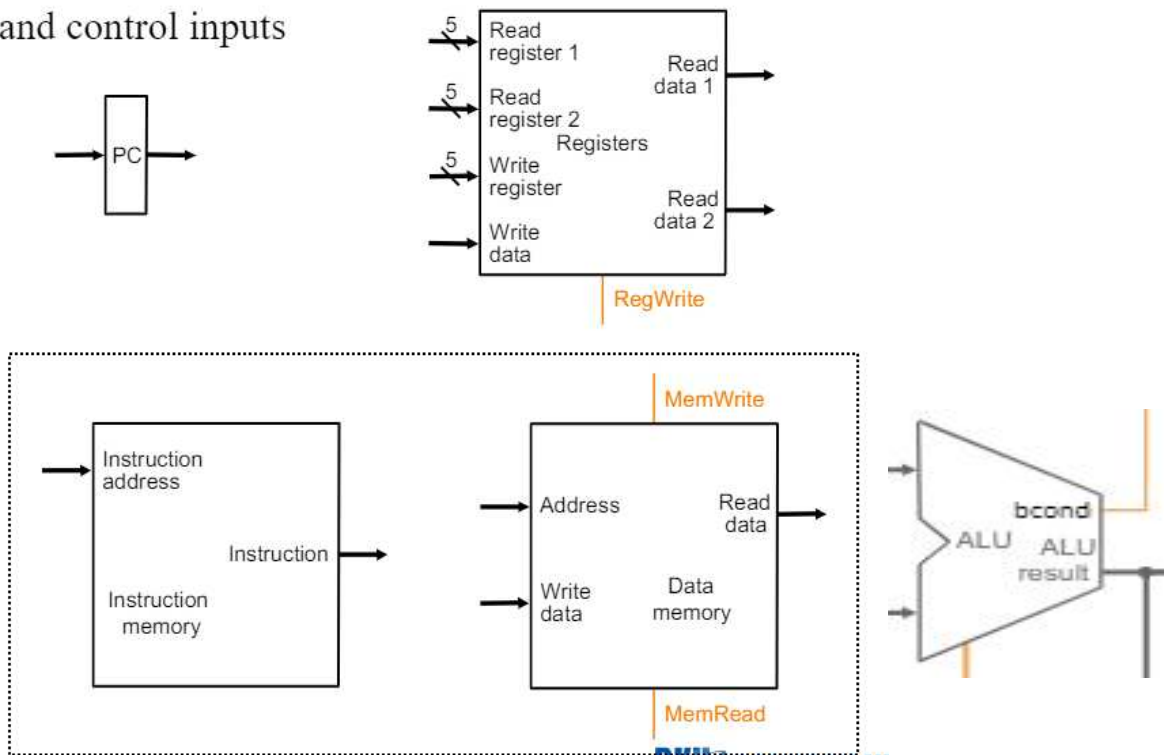 and control inputs
5
Read
register 1
5
Read
register 2
5
Write
register
Write
data
Registers
Read
data 1
Read
data 2
PC
RegWrite
MemWrite
Instruction
address
Instruction
Instruction
memory
Address
Write
data
Read
data
Data
memory
MemRead
bcond
ALU
ALU
result